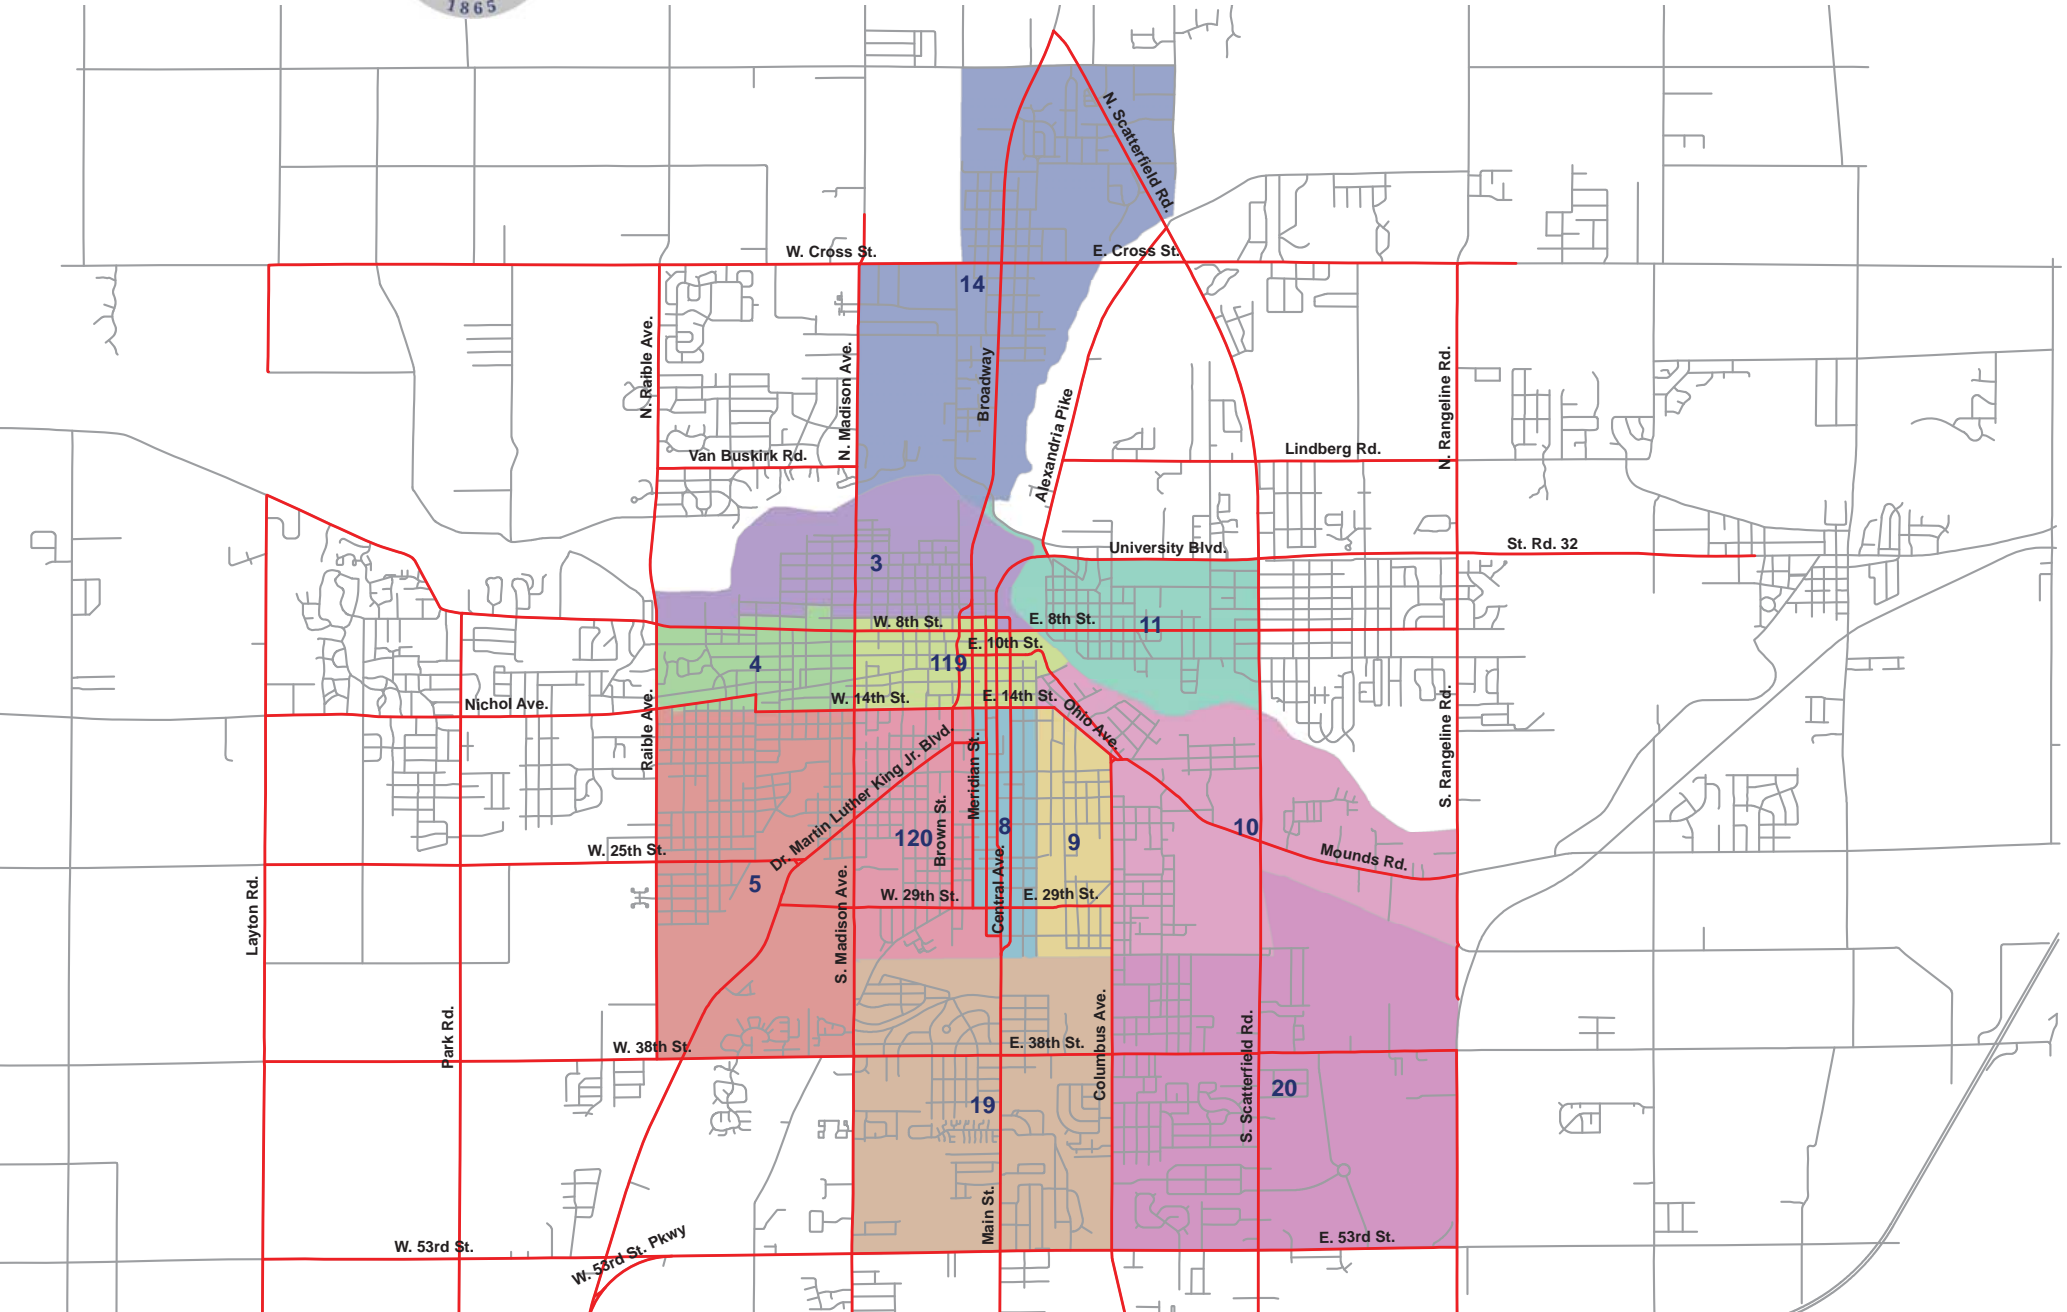 1865
N. Scatterfield Rd.
W. Cross St.
E. Cross St.
14
N. Raible Ave.
N. Madison Ave.
Broadway
Alexandria Pike
N. Rangeline Rd.
Van Buskirk Rd.
Lindberg Rd.
3
University Blvd.
St. Rd. 32
W. 8th St.
E. 8th St.
11
E. 10th St.
4
119
Nichol Ave.
W. 14th St.
E. 14th St.
Ohio Ave.
Raible Ave.
S. Rangeline Rd.
Dr. Martin Luther King Jr. Blvd.
Meridian St.
Brown St.
120
8
9
10
W. 25th St.
Mounds Rd.
5
W. 29th St.
E. 29th St.
Central Ave.
Layton Rd.
S. Madison Ave.
Park Rd.
W. 38th St.
E. 38th St.
Columbus Ave.
S. Scatterfield Rd.
19
20
Main St.
W. 53rd St.
W. 53rd St. Pkwy
E. 53rd St.